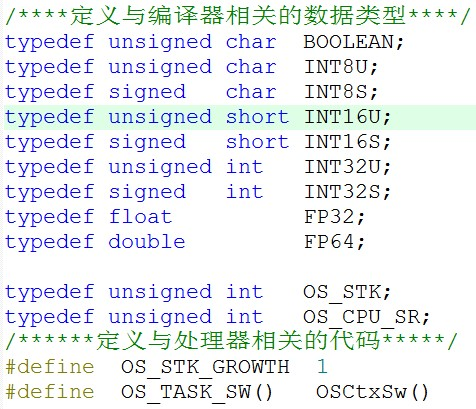 /****定义与编译器相关的数据类型****/
typedef unsigned char  BOOLEAN;
typedef unsigned char  INT8U;
typedef signed   char  INT8S;
typedef unsigned short INT16U;
typedef signed   short INT16S;
typedef unsigned int   INT32U;
typedef signed   int   INT32S;
typedef float          FP32;
typedef double         FP64;

typedef unsigned int   OS_STK;
typedef unsigned int   OS_CPU_SR;
/******定义与处理器相关的代码*****/
#define  OS_STK_GROWTH  1
#define  OS_TASK_SW()   OSCtxSw()